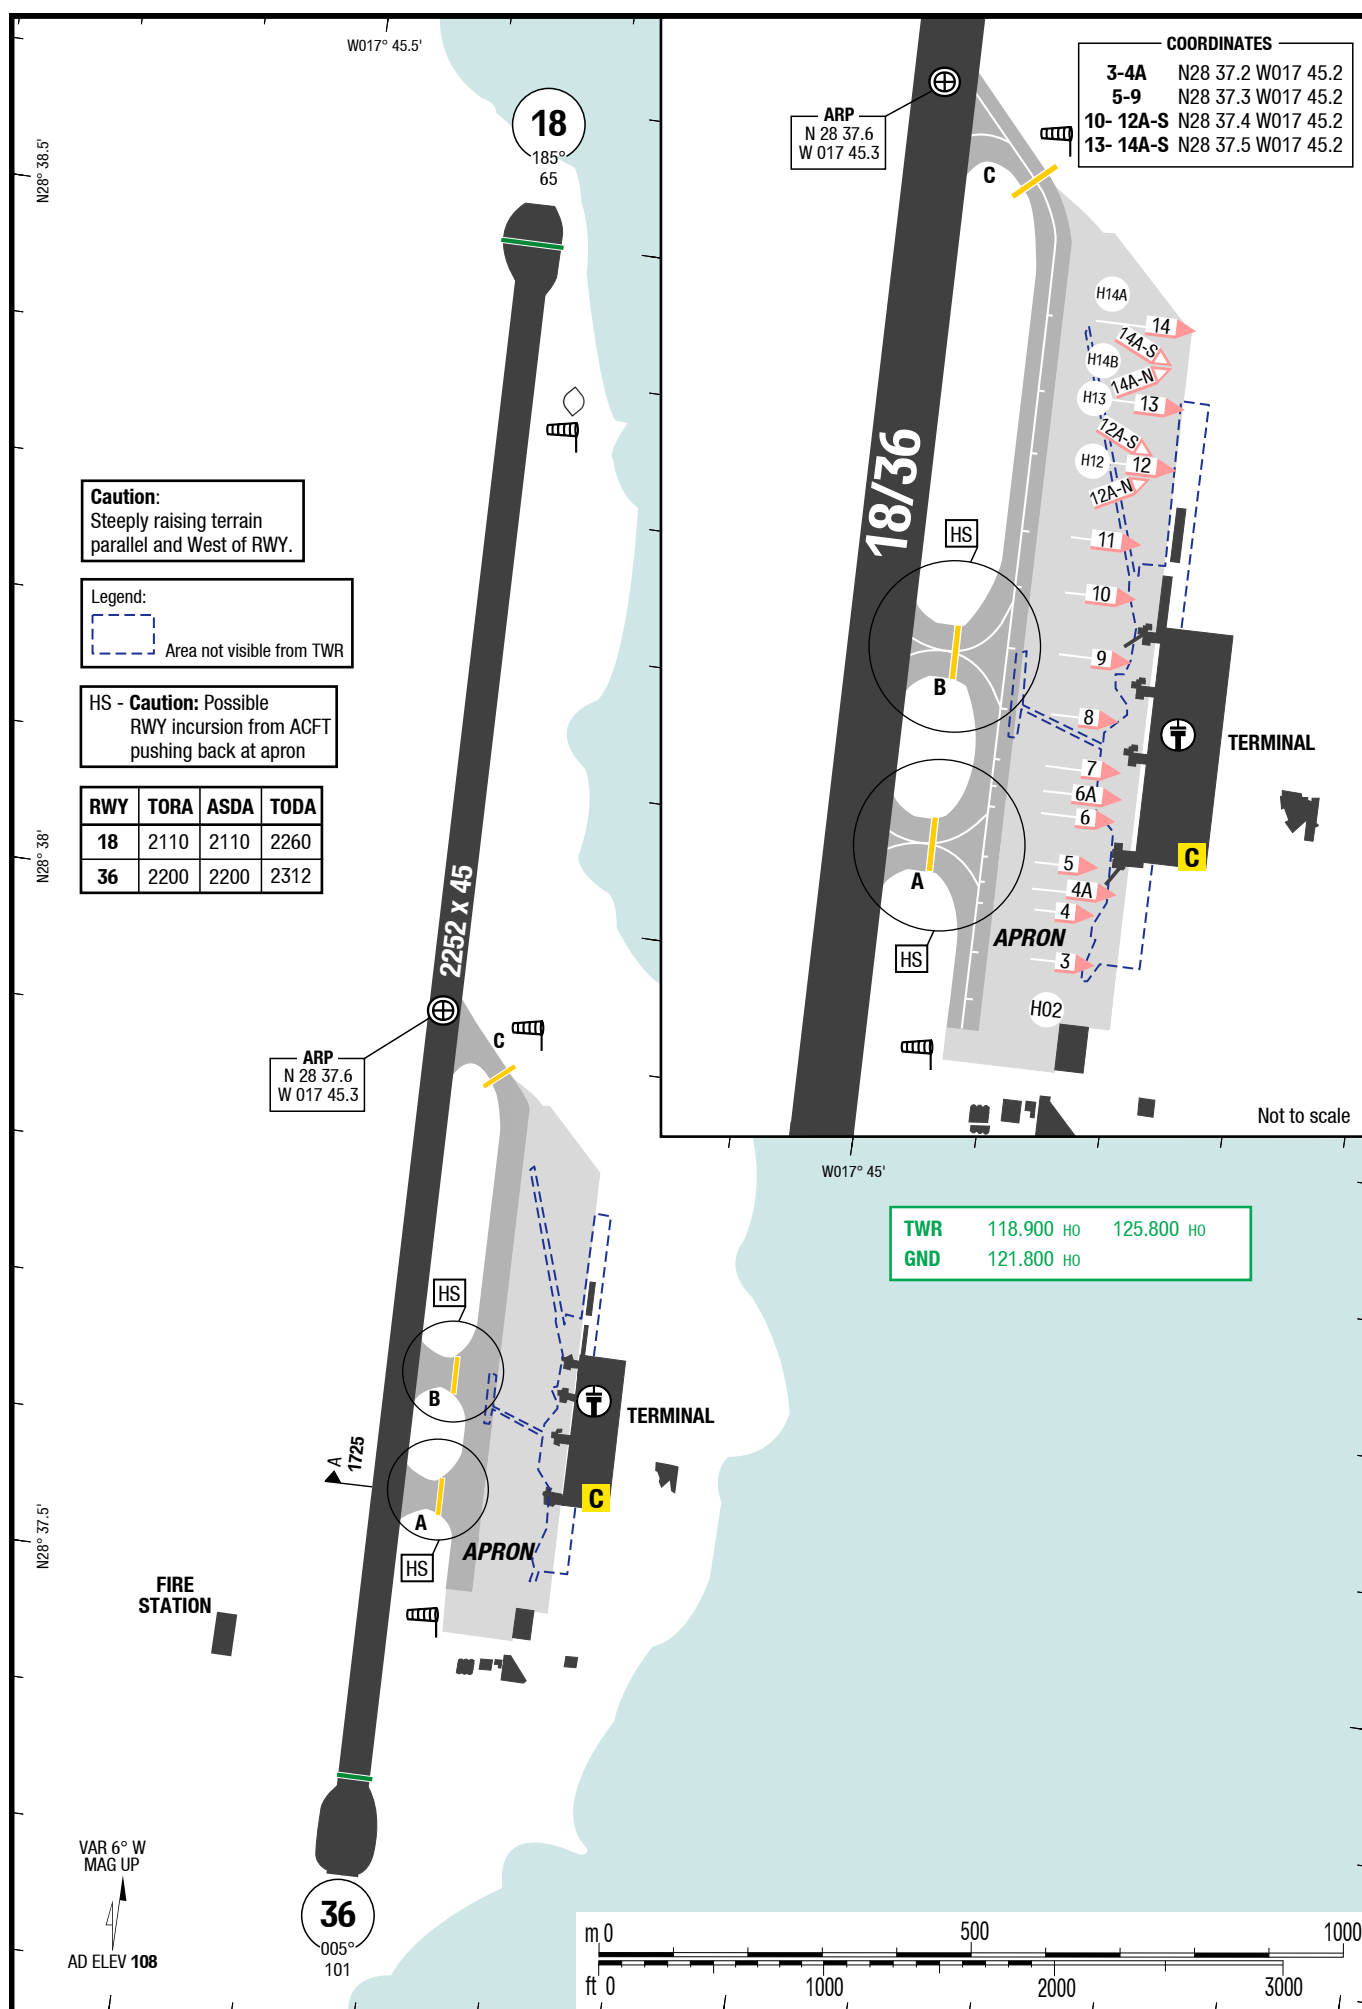 W017° 45.5'
18
185°
65
N28° 38.5'
Caution:
Steeply raising terrain
parallel and West of RWY.
Legend:
Area not visible from TWR
HS - Caution: Possible
RWY incursion from ACFT
pushing back at apron
RWY TORA ASDA TODA
18 2110 2110 2260
36 2200 2200 2312
N28° 38'
2252 x 45
ARP
N 28 37.6
W 017 45.3
C
HS
B
A 1725
A
HS
APRON
TERMINAL
C
N28° 37.5'
FIRE
STATION
VAR 6° W
MAG UP
AD ELEV 108
36
005°
101
COORDINATES
3-4A N28 37.2 W017 45.2
5-9 N28 37.3 W017 45.2
10- 12A-S N28 37.4 W017 45.2
13- 14A-S N28 37.5 W017 45.2
ARP
N 28 37.6
W 017 45.3
C
H14A
14
14A-S
H14B
14A-N
H13
13
12A-S
H12
12
12A-N
18/36
11
HS
10
9
B
8
TERMINAL
7
6A
6
C
5
A
4A
4
APRON
HS
3
H02
Not to scale
W017° 45'
TWR 118.900 HO 125.800 HO
GND 121.800 HO
m 0 500 1000
ft 0 1000 2000 3000